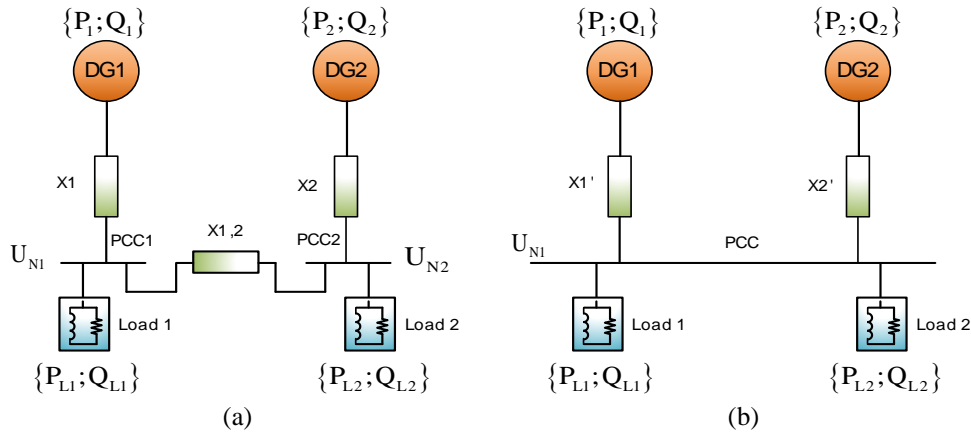 {P1;Q1}
{P2;Q2}
DG1
DG2
X1
X2
PCC1
X1,2
PCC2
UN1
UN2
Load 1
Load 2
{PL1;QL1}
{PL2;QL2}
(a)
{P1;Q1}
{P2;Q2}
DG1
DG2
X1'
X2'
UN1
PCC
Load 1
Load 2
{PL1;QL1}
{PL2;QL2}
(b)